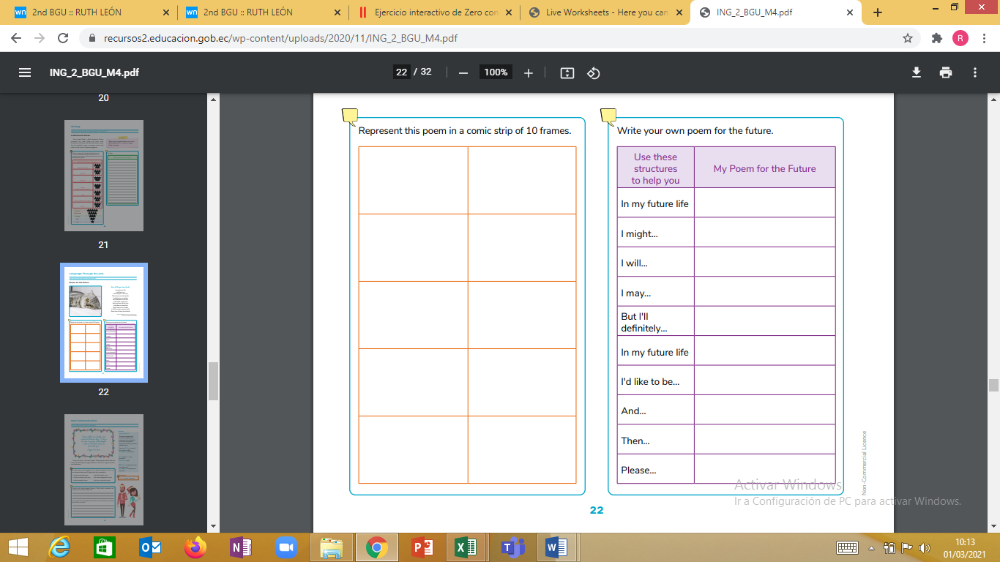 2nd BGU :: RUTH LEÓN
2nd BGU :: RUTH LEÓN
Ejercicio interactivo de Zero con
Live Worksheets - Here you can
ING_2_BGU_M4.pdf
recursos2.educacion.gob.ec/wp-content/uploads/2020/11/ING_2_BGU_M4.pdf
R
ING_2_BGU_M4.pdf
22 / 32
100%
20
21
22
Represent this poem in a comic strip of 10 frames.
Write your own poem for the future.
Use these
structures
to help you
My Poem for the Future
In my future life
I might...
I will...
I may...
But I'll
definitely...
In my future life
I'd like to be...
And...
Then...
Please...
Non-Commercial Licence
22
Activar Windows
Ir a Configuración de PC para activar Windows.
10:13
01/03/2021